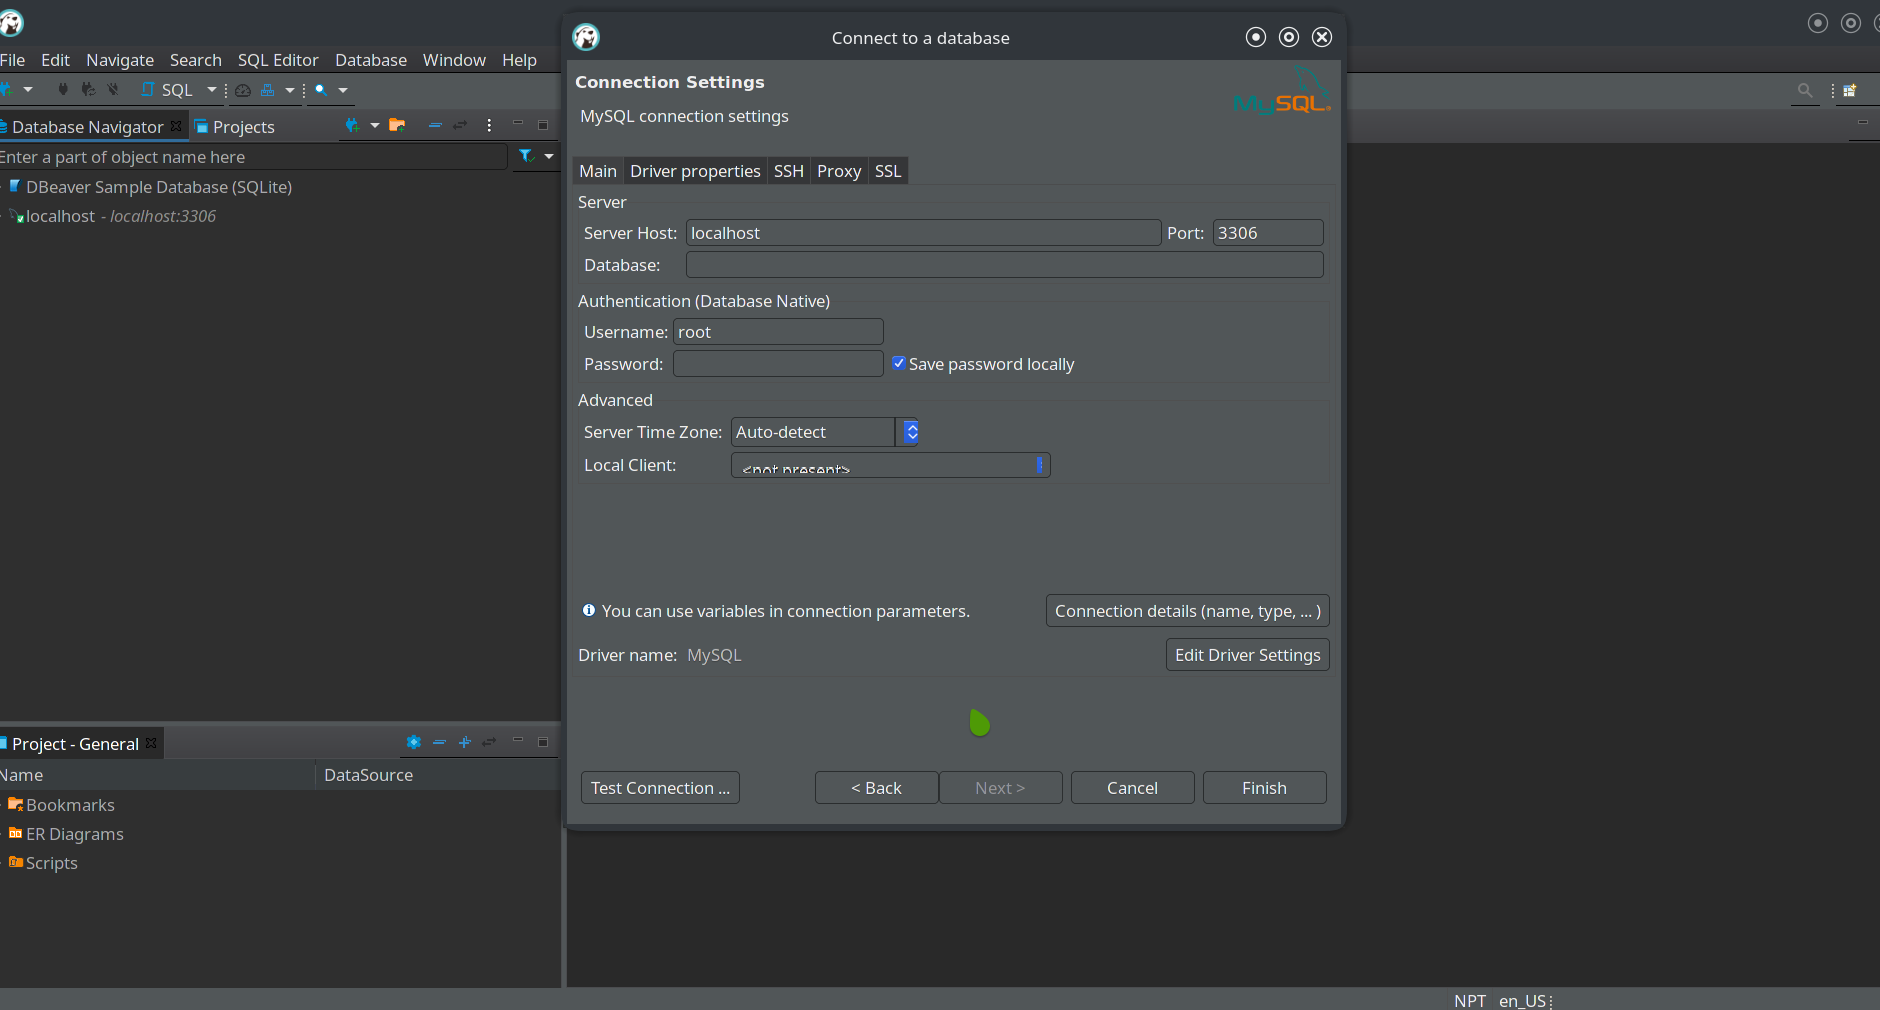 Connect to a database
File Edit Navigate Search SQL Editor Database Window Help
SQL
Database Navigator Projects
Enter a part of object name here
DBeaver Sample Database (SQLite)
localhost - localhost:3306
Connection Settings
MySQL connection settings
MySQL
Main Driver properties SSH Proxy SSL
Server
Server Host: localhost Port: 3306
Database:
Authentication (Database Native)
Username: root
Password: Save password locally
Advanced
Server Time Zone: Auto-detect
Local Client: <not present>
You can use variables in connection parameters. Connection details (name, type, ... )
Driver name: MySQL Edit Driver Settings
Test Connection ... < Back Next > Cancel Finish
Project - General
Name DataSource
Bookmarks
ER Diagrams
Scripts
NPT en_US